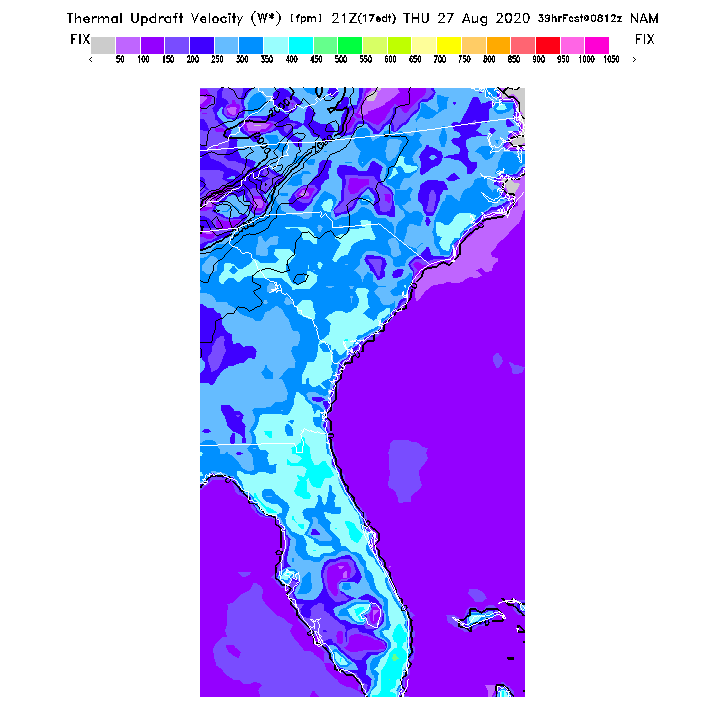 Thermal Updraft Velocity (W*) [fpm] 21Z(17edt) THU 27 Aug 2020 39hrFcst@0812z NAM
FIX FIX
< 50 100 150 200 250 300 350 400 450 500 550 600 650 700 750 800 850 900 950 1000 1050 >